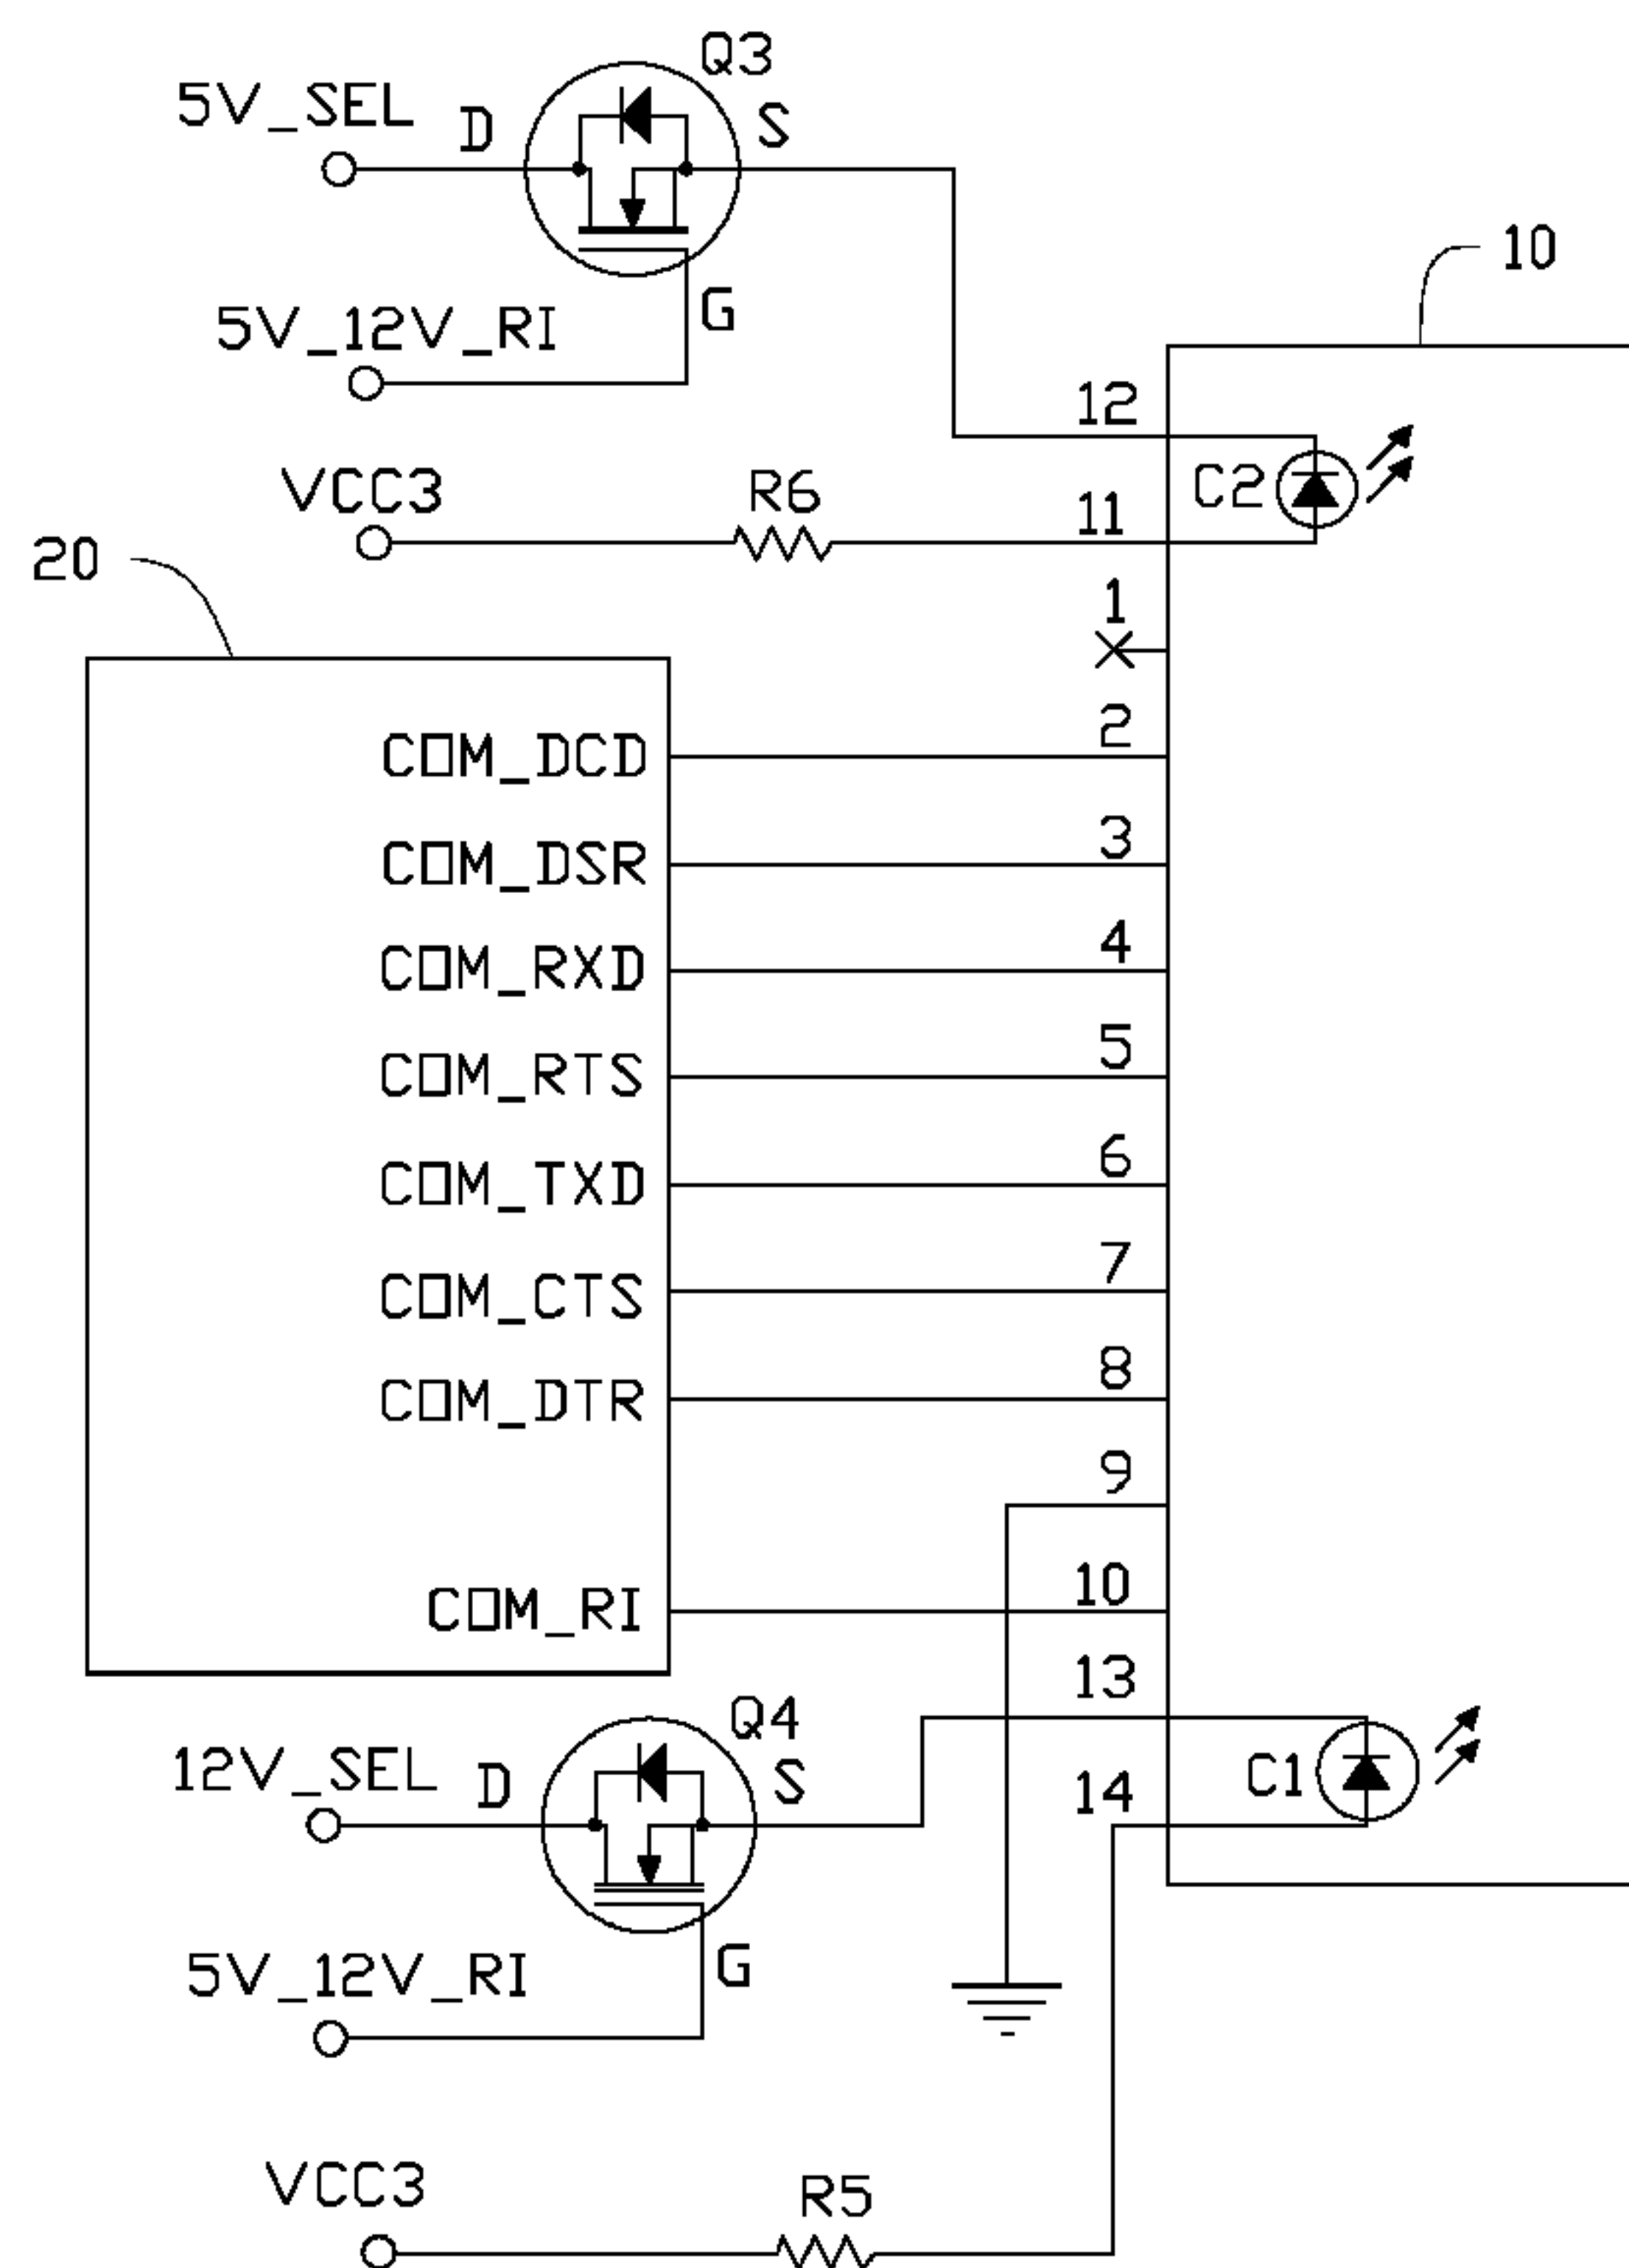 Q3
5V_SEL D S
10
5V_12V_RI G
12
VCC3 R6 C2
11
20
1
2
COM_DCD
3
COM_DSR
4
COM_RXD
5
COM_RTS
6
COM_TXD
7
COM_CTS
8
COM_DTR
9
10
COM_RI
13
Q4
12V_SEL D S
14 C1
5V_12V_RI G
VCC3 R5